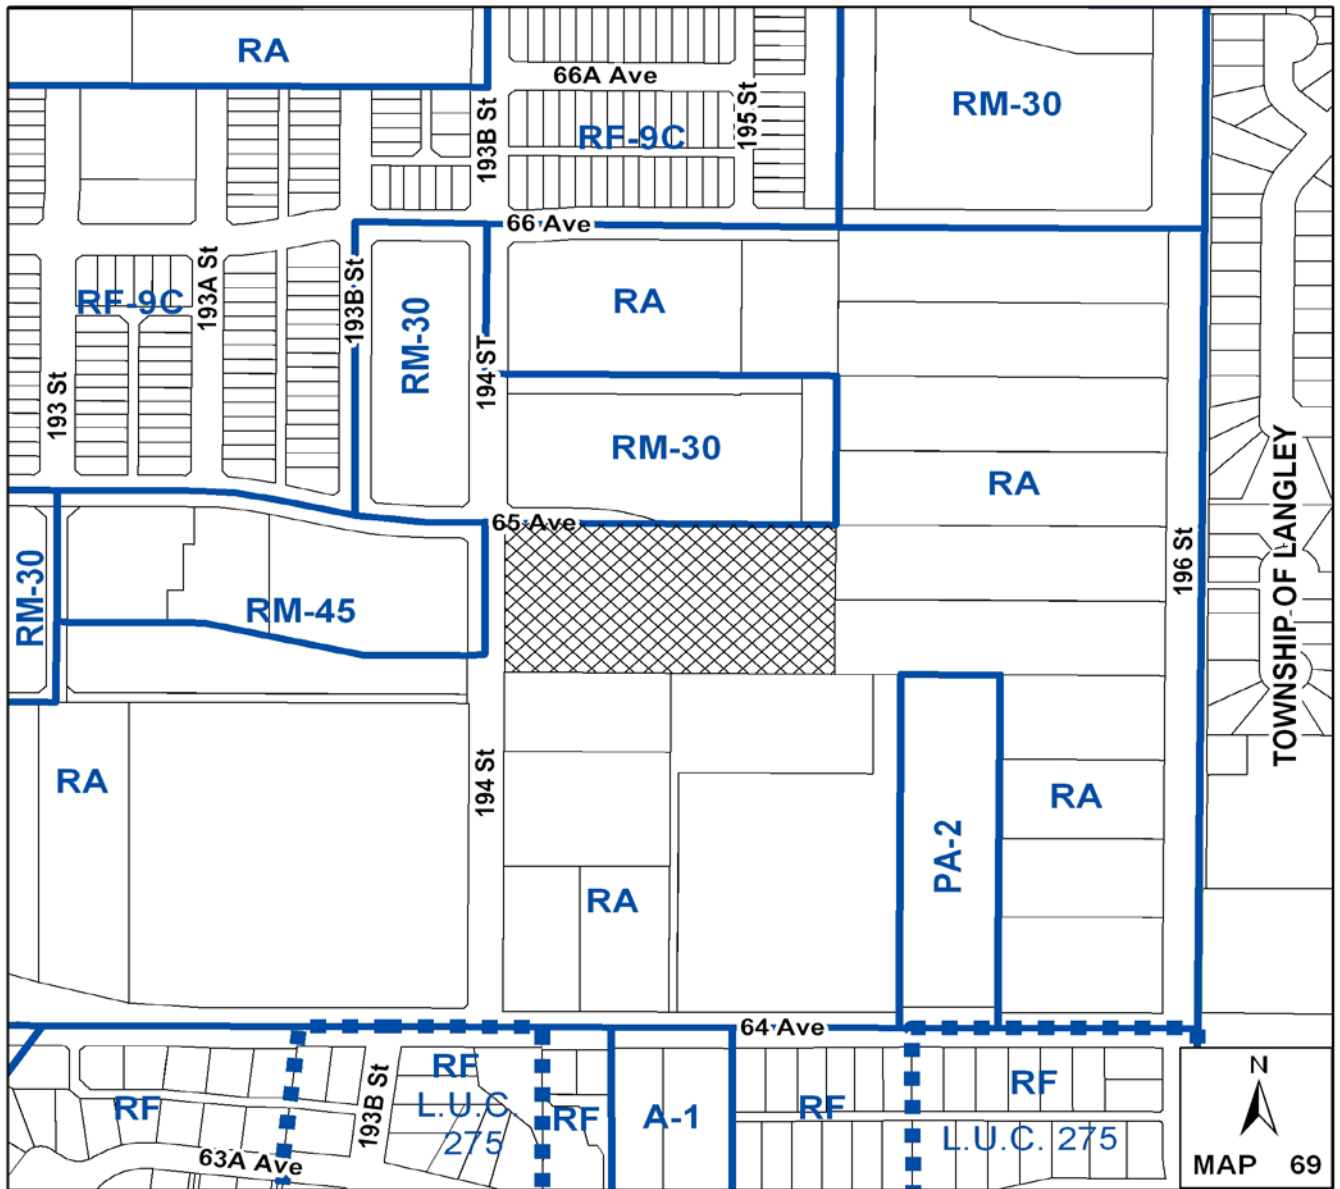 RA
66A Ave
RM-30
193B St
RF-9C
195 St
66 Ave
RF-9C
193A St
193B St
RM-30
194 ST
RA
193 St
RM-30
RA
65 Ave
TOWNSHIP OF LANGLEY
196 St
RM-30
RM-45
RA
194 St
RA
PA-2
RA
64 Ave
RF
193B St
RF
L.U.C
275
RF
A-1
RF
RF
L.U.C. 275
63A Ave
N
MAP 69